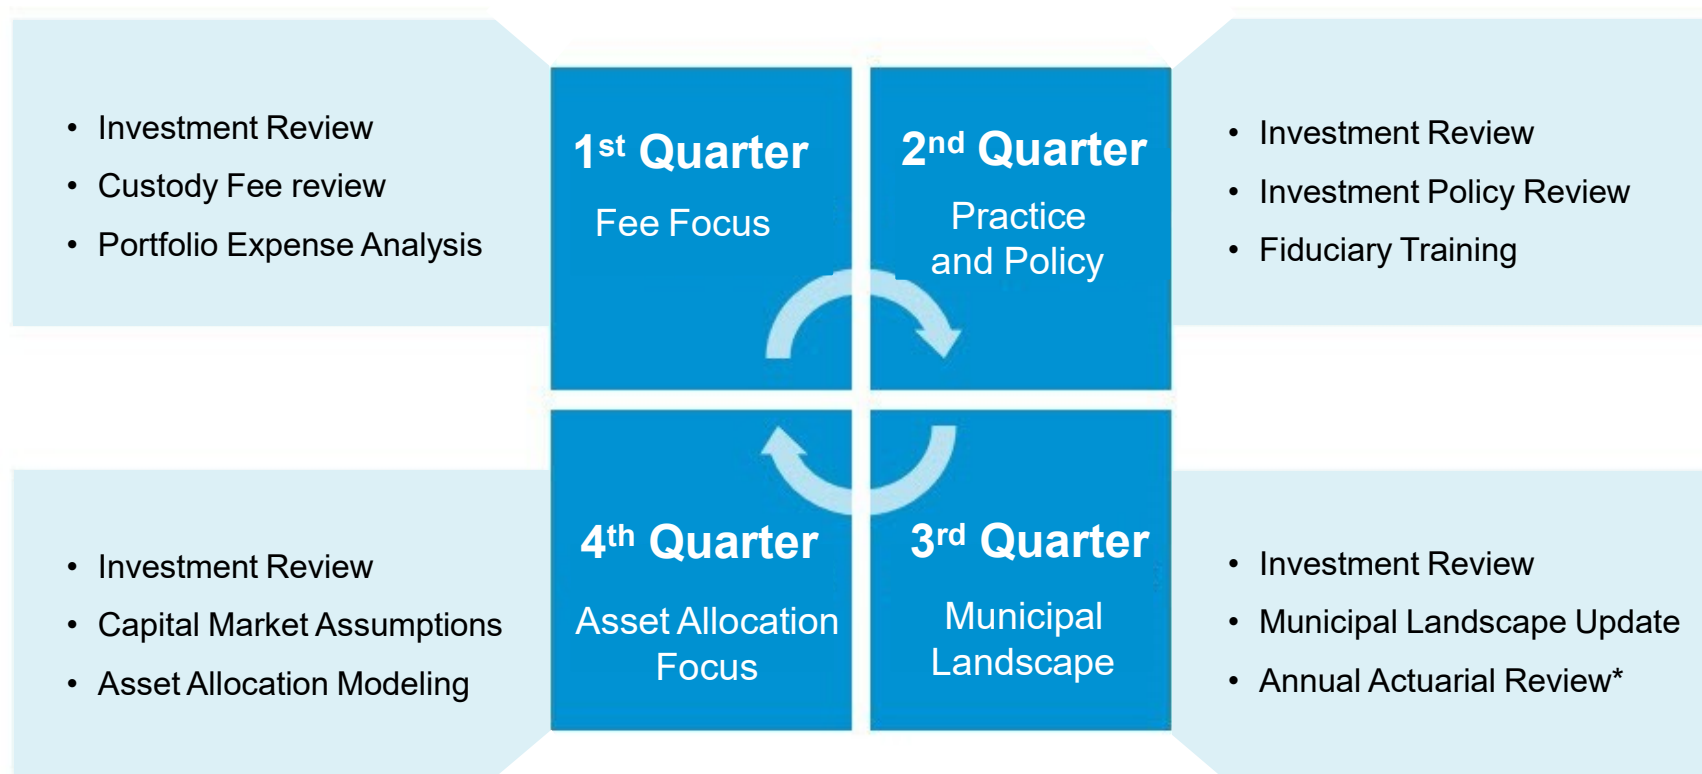 • Investment Review
• Custody Fee review
• Portfolio Expense Analysis
1st Quarter
Fee Focus
2nd Quarter
Practice
and Policy
• Investment Review
• Investment Policy Review
• Fiduciary Training
• Investment Review
• Capital Market Assumptions
• Asset Allocation Modeling
4th Quarter
Asset Allocation
Focus
3rd Quarter
Municipal
Landscape
• Investment Review
• Municipal Landscape Update
• Annual Actuarial Review*